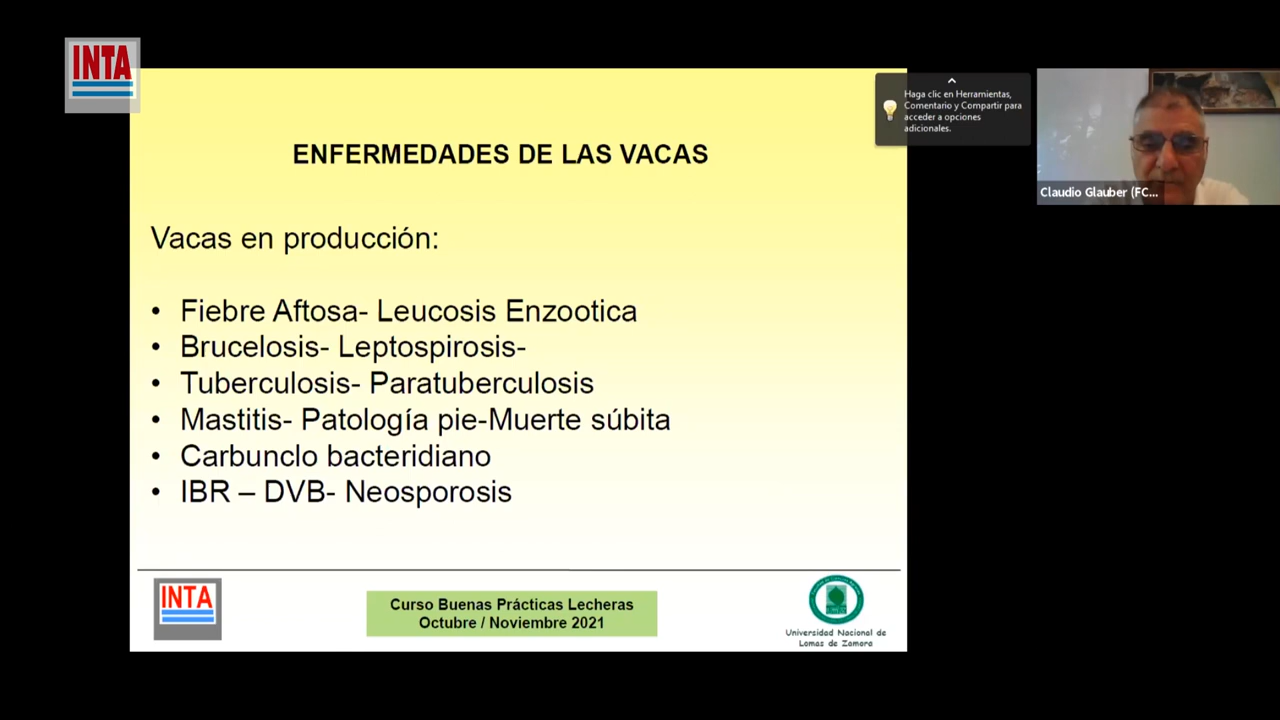 INTA
ENFERMEDADES DE LAS VACAS
Vacas en producción:
• Fiebre Aftosa- Leucosis Enzootica
• Brucelosis- Leptospirosis-
• Tuberculosis- Paratuberculosis
• Mastitis- Patología pie-Muerte súbita
• Carbunclo bacteridiano
• IBR – DVB- Neosporosis
INTA
Curso Buenas Prácticas Lecheras
Octubre / Noviembre 2021
Universidad Nacional de
Lomas de Zamora
Haga clic en Herramientas,
Comentario y Compartir para
acceder a opciones
adicionales.
Claudio Glauber (FC...